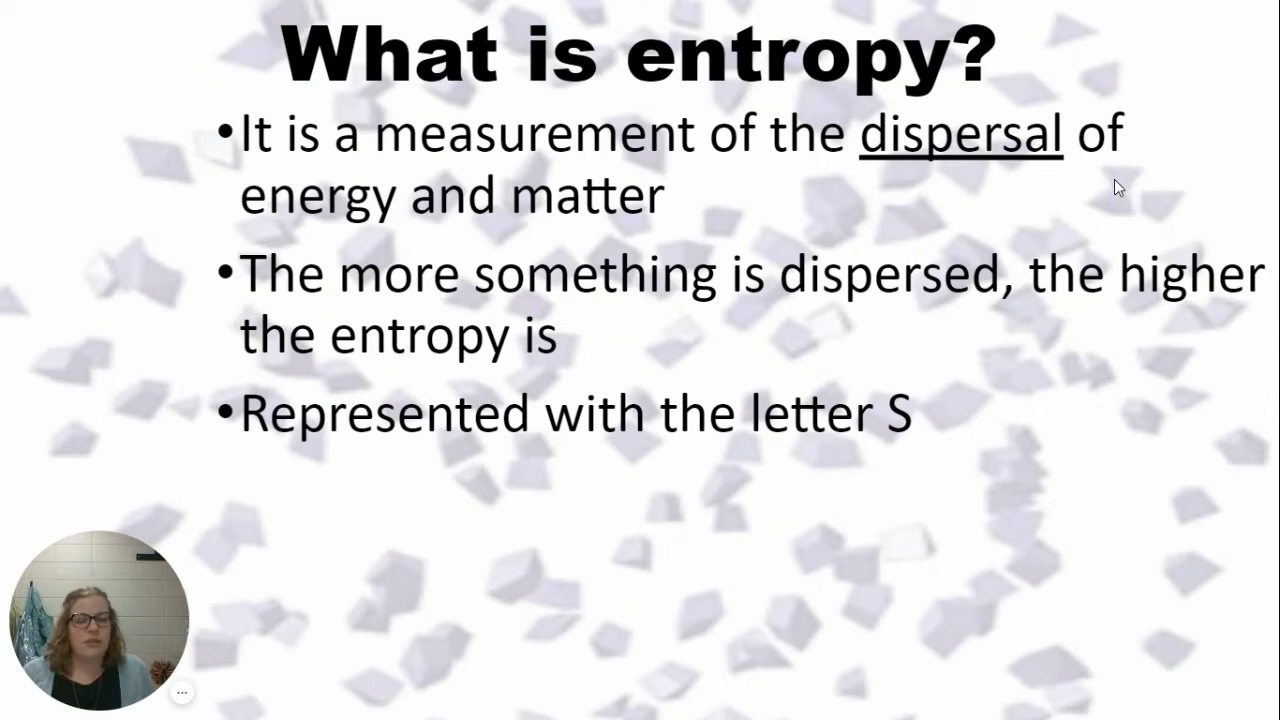 What is entropy?
•It is a measurement of the dispersal of
energy and matter
•The more something is dispersed, the higher
the entropy is
•Represented with the letter S